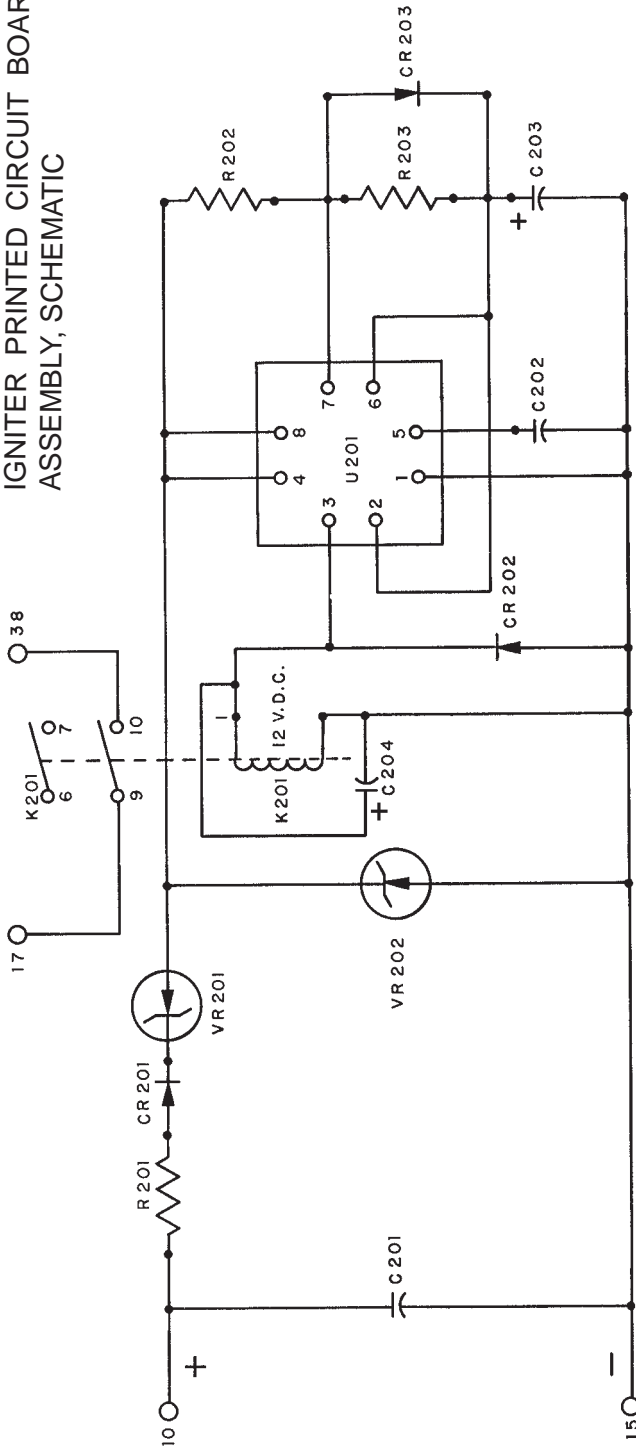 IGNITER PRINTED CIRCUIT BOAR
ASSEMBLY, SCHEMATIC
17
38
K201
6
7
9
10
10
+
R201
CR201
VR201
C201
VR202
K201
1
12 V.D.C.
+
C204
CR202
U201
4
8
3
7
2
6
1
5
R202
R203
CR203
C202
+
C203
15
–